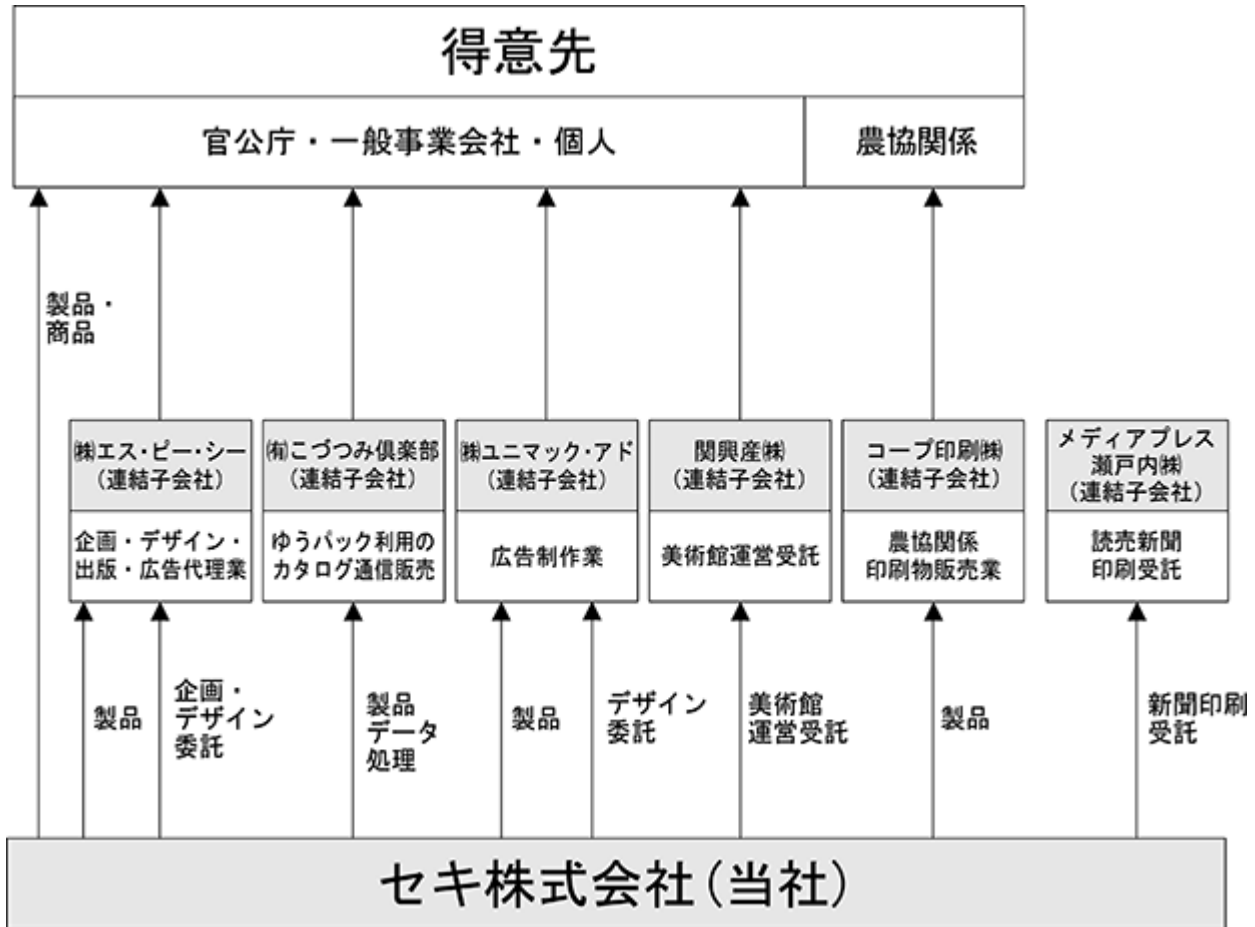 得意先
官公庁・一般事業会社・個人
農協関係
製品・
商品
㈱エス・ピー・シー
(連結子会社)
企画・デザイン・
出版・広告代理業
㈲こづつみ倶楽部
(連結子会社)
ゆうパック利用の
カタログ通信販売
㈱ユニマック・アド
(連結子会社)
広告制作業
関興産㈱
(連結子会社)
美術館運営受託
コープ印刷㈱
(連結子会社)
農協関係
印刷物販売業
メディアプレス
瀬戸内㈱
(連結子会社)
読売新聞
印刷受託
製品
企画・
デザイン
委託
製品
データ
処理
製品
デザイン
委託
美術館
運営受託
製品
新聞印刷
受託
セキ株式会社(当社)